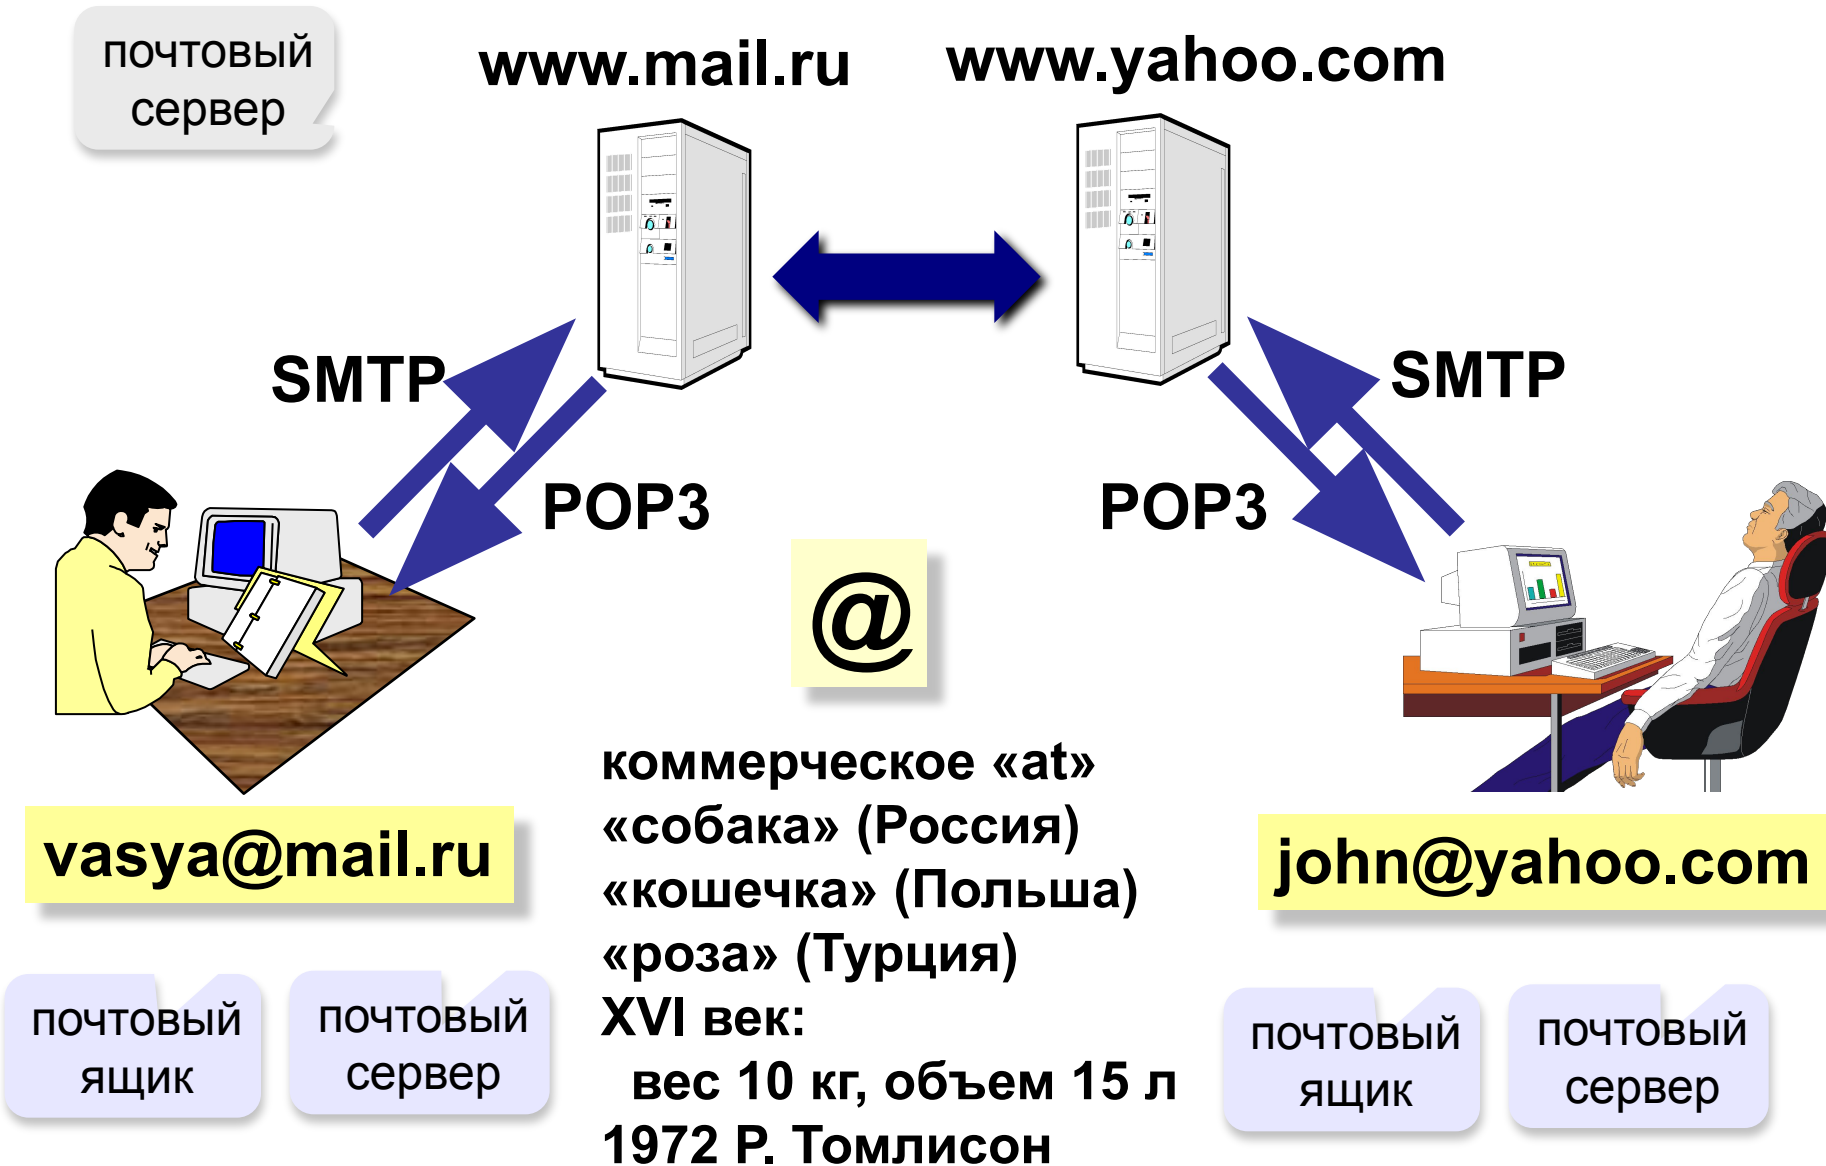 почтовый
сервер
www.mail.ru
www.yahoo.com
SMTP
SMTP
POP3
POP3
@
коммерческое «at»
«собака» (Россия)
«кошечка» (Польша)
«роза» (Турция)
XVI век:
вес 10 кг, объем 15 л
1972 Р. Томлисон
vasya@mail.ru
john@yahoo.com
почтовый
ящик
почтовый
сервер
почтовый
ящик
почтовый
сервер